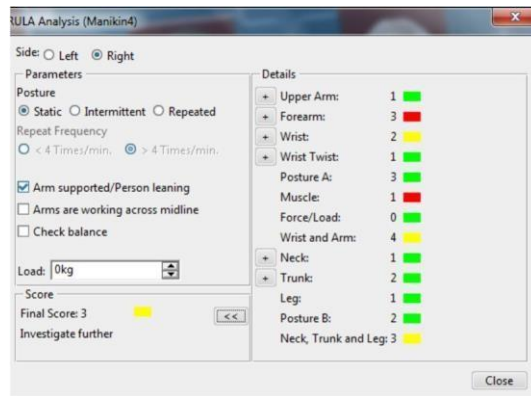 RULA Analysis (Manikin4)
Side: Left Right
Parameters
Posture
Static Intermittent Repeated
Repeat Frequency
< 4 Times/min. > 4 Times/min.
Arm supported/Person leaning
Arms are working across midline
Check balance
Load: 0kg
Score
Final Score: 3
<<
Investigate further
Details
+ Upper Arm: 1
+ Forearm: 3
+ Wrist: 2
+ Wrist Twist: 1
Posture A: 3
Muscle: 1
Force/Load: 0
Wrist and Arm: 4
+ Neck: 1
+ Trunk: 2
Leg: 1
Posture B: 2
Neck, Trunk and Leg: 3
Close